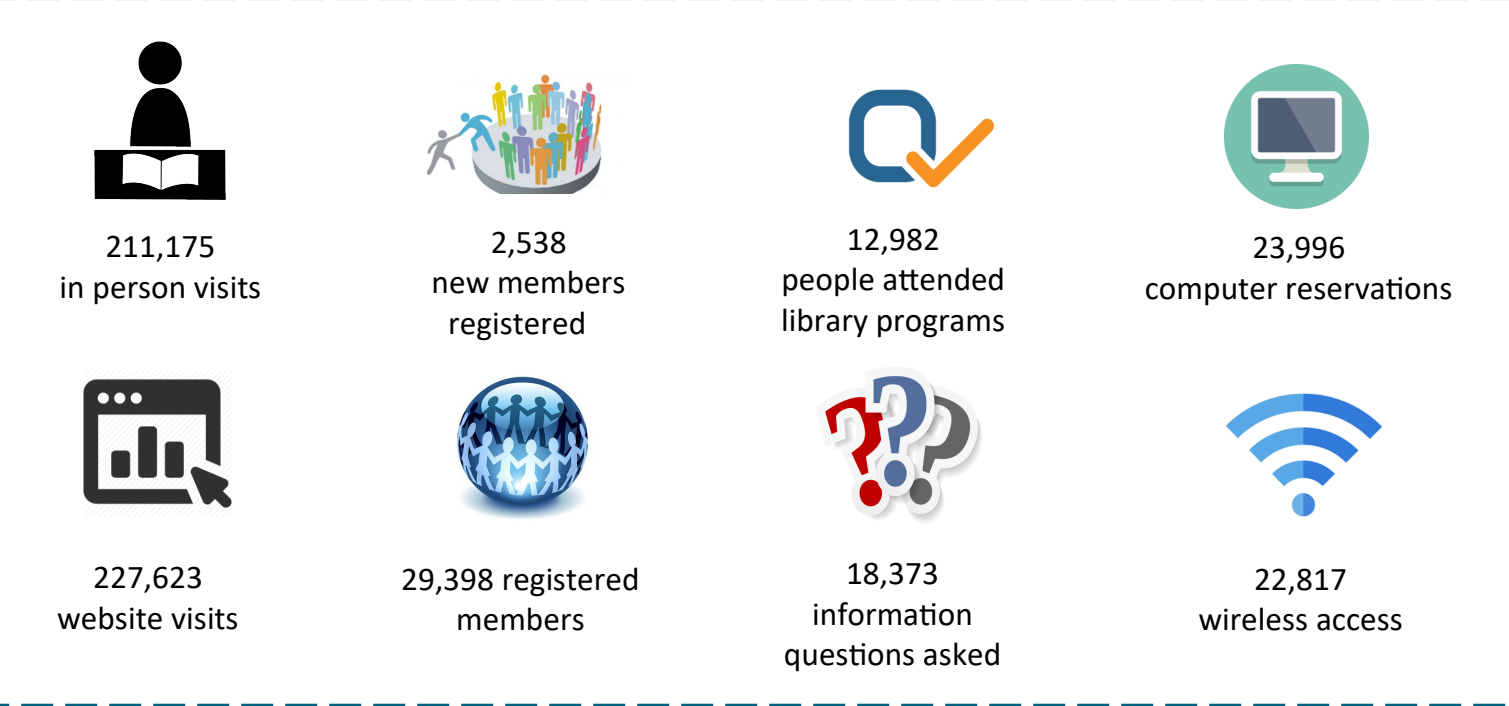 211,175
in person visits
2,538
new members
registered
12,982
people attended
library programs
23,996
computer reservations
227,623
website visits
29,398 registered
members
18,373
information
questions asked
22,817
wireless access